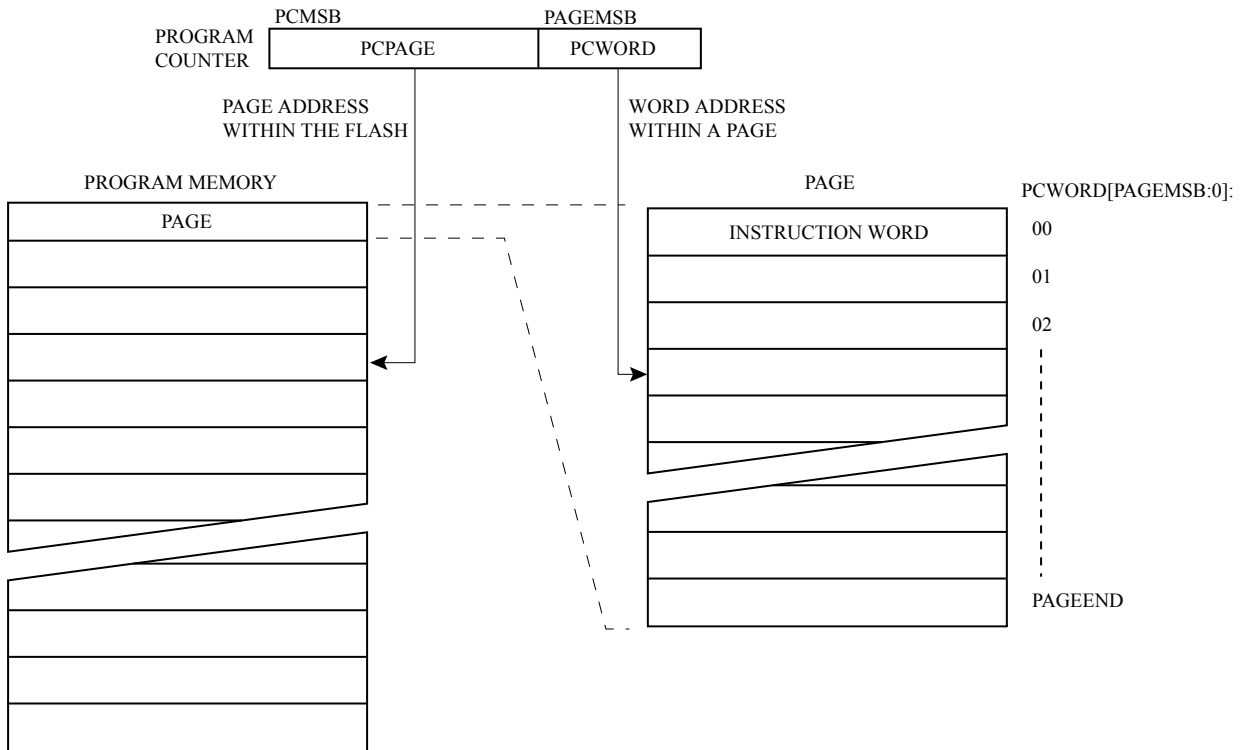 PCMSB
PAGEMSB
PROGRAM
COUNTER
PCPAGE
PCWORD
PAGE ADDRESS
WITHIN THE FLASH
WORD ADDRESS
WITHIN A PAGE
PROGRAM MEMORY
PAGE
PAGE
PCWORD[PAGEMSB:0]:
INSTRUCTION WORD
00
01
02
PAGEEND